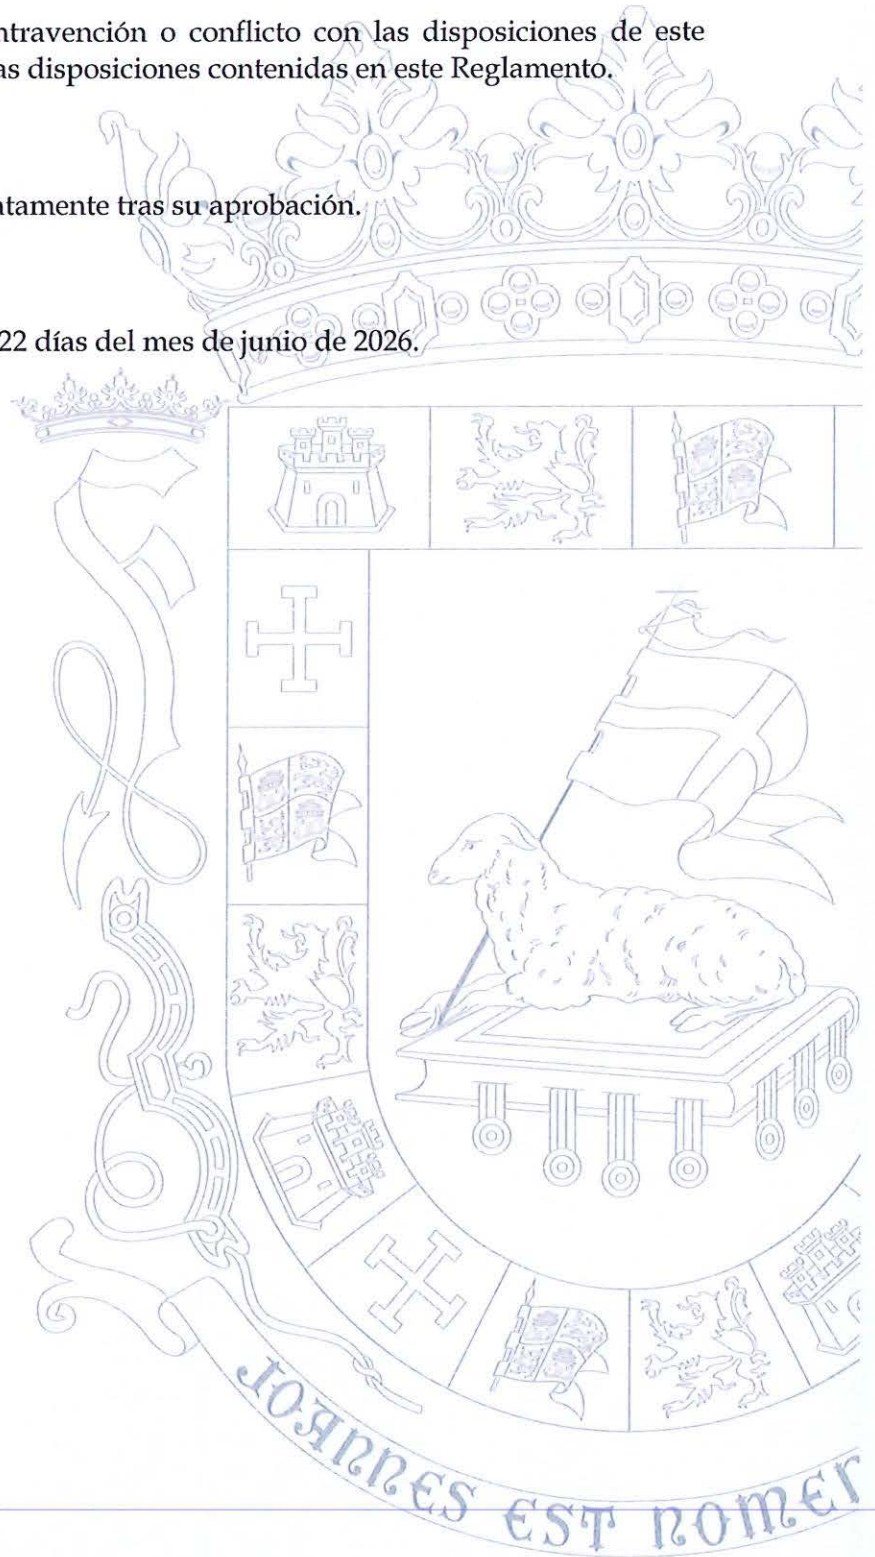 ntravención o conflicto con las disposiciones de este
as disposiciones contenidas en este Reglamento.
ntamente tras su aprobación.
22 días del mes de junio de 2026.
JOANNES EST NOMEN